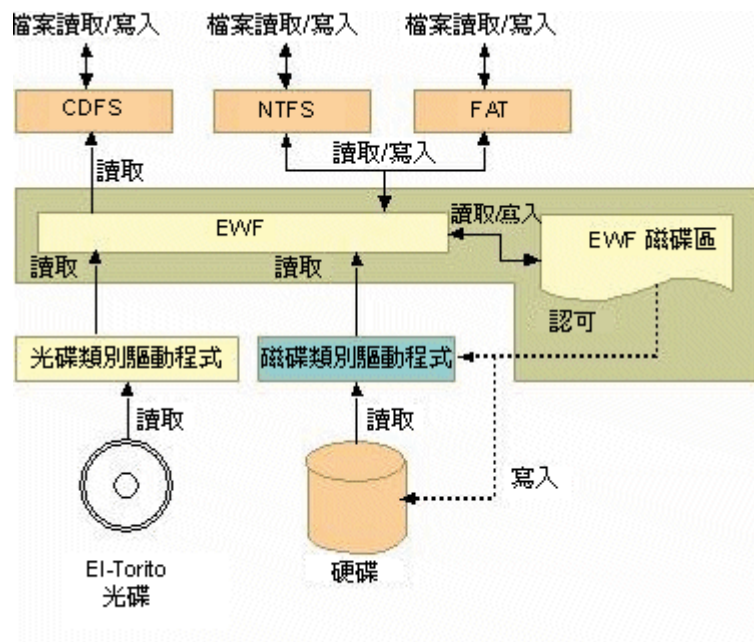 檔案讀取/寫入
檔案讀取/寫入
檔案讀取/寫入
CDFS
NTFS
FAT
讀取
讀取/寫入
EWF
讀取/寫入
EWF 磁碟區
讀取
讀取
認可
光碟類別驅動程式
磁碟類別驅動程式
讀取
讀取
寫入
El-Torito
光碟
硬碟